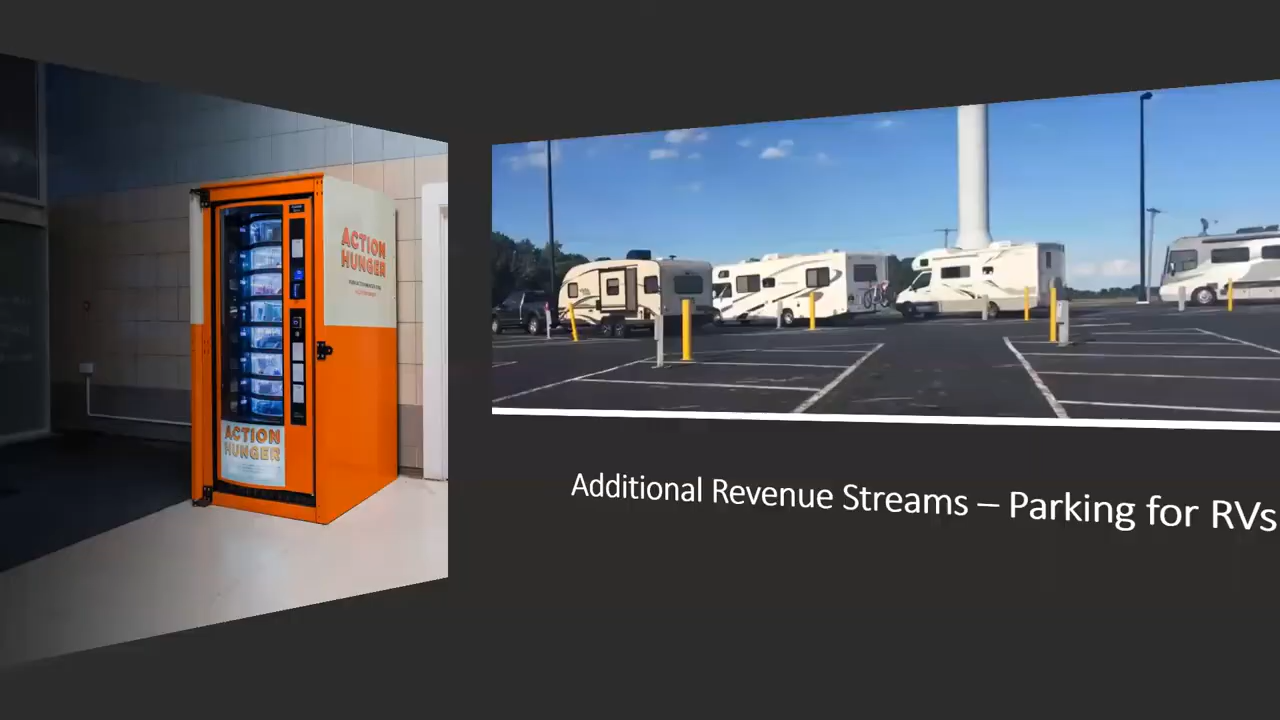 ACTION
HUNGER
ACTION
HUNGER
Additional Revenue Streams – Parking for RVs